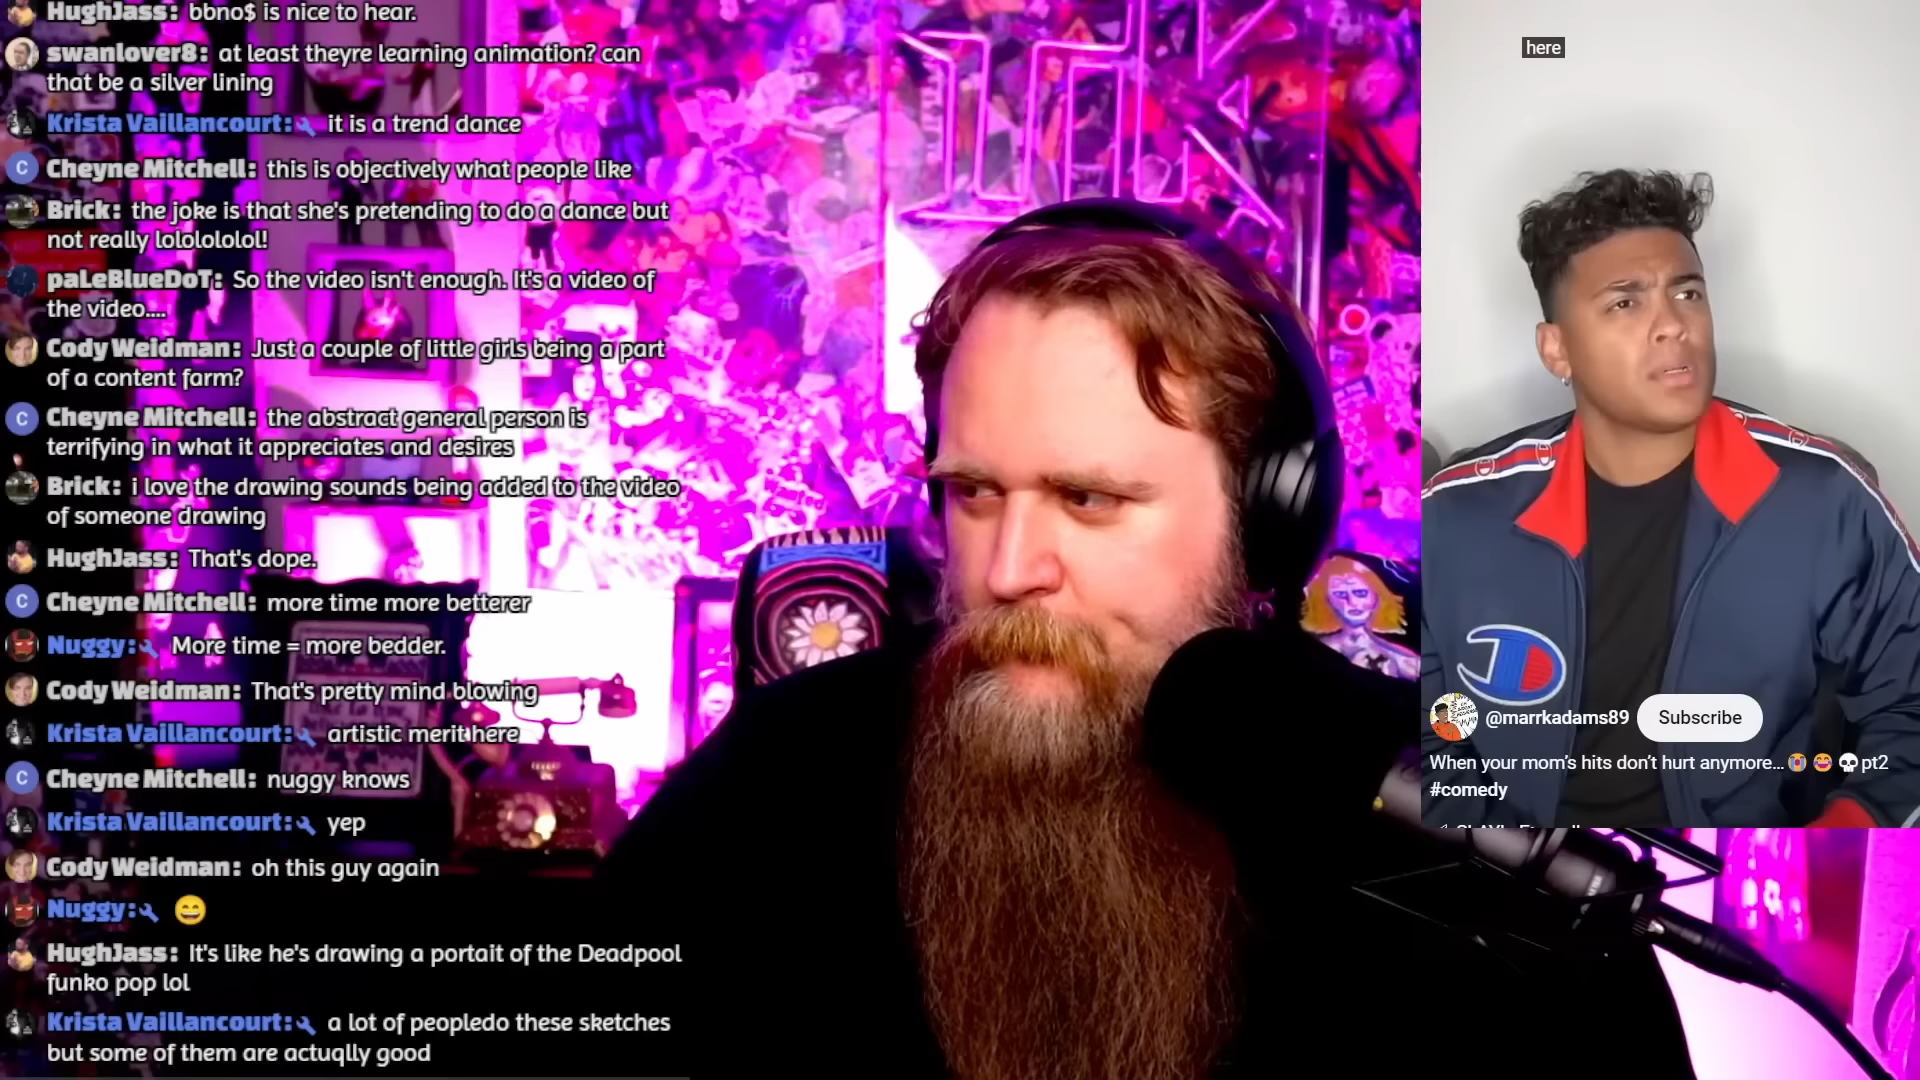 HughJass: bbno$ is nice to hear.
swanlover8: at least theyre learning animation? can
that be a silver lining
Krista Vaillancourt: it is a trend dance
C Cheyne Mitchell: this is objectively what people like
Brick: the joke is that she's pretending to do a dance but
not really lolololololol!
paLeBlueDoT: So the video isn't enough. It's a video of
the video....
Cody Weidman: Just a couple of little girls being a part
of a content farm?
C Cheyne Mitchell: the abstract general person is
terrifying in what it appreciates and desires
Brick: i love the drawing sounds being added to the video
of someone drawing
HughJass: That's dope.
C Cheyne Mitchell: more time more betterer
Nuggy: More time = more bedder.
Cody Weidman: That's pretty mind blowing
Krista Vaillancourt: artistic merit here
C Cheyne Mitchell: nuggy knows
Krista Vaillancourt: yep
Cody Weidman: oh this guy again
Nuggy: 😄
HughJass: It's like he's drawing a portait of the Deadpool
funko pop lol
Krista Vaillancourt: a lot of peopledo these sketches
but some of them are actuqlly good
here
@marrkadams89 Subscribe
When your mom's hits don't hurt anymore... 😭 😂 💀 pt2
#comedy